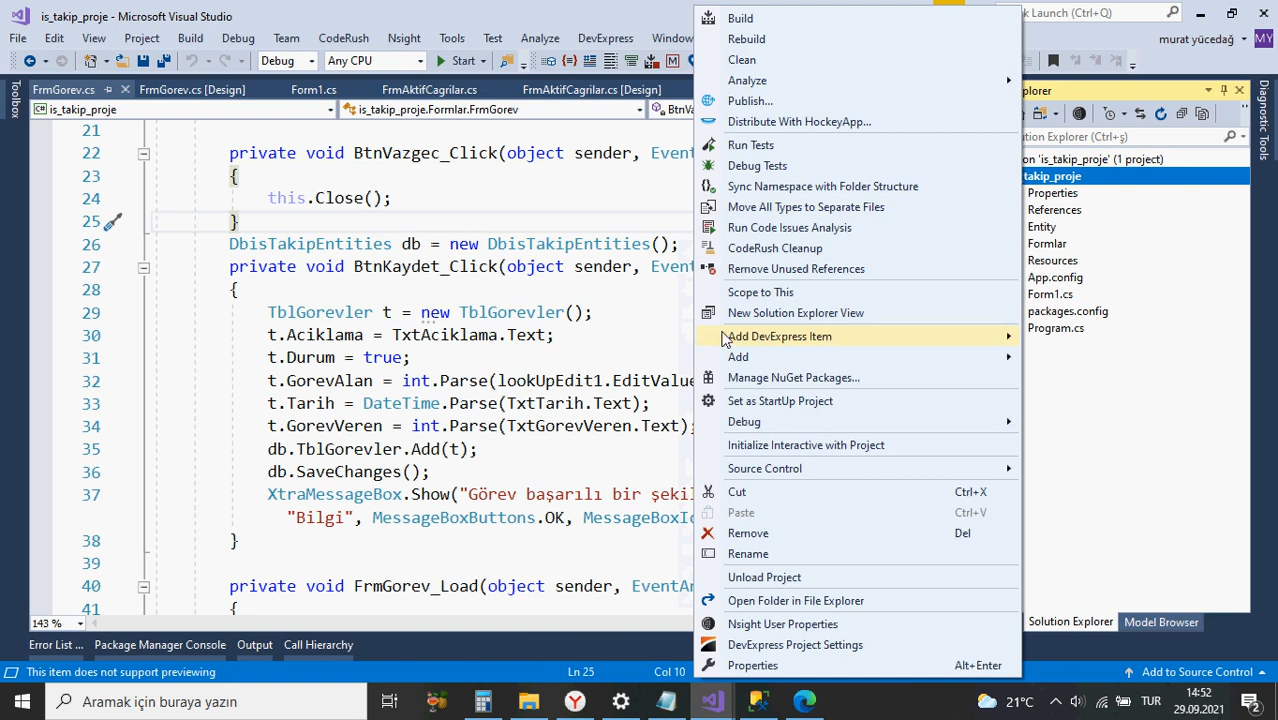 is_takip_proje - Microsoft Visual Studio
k Launch (Ctrl+Q)
File Edit View Project Build Debug Team CodeRush Nsight Tools Test Analyze DevExpress Window
murat yücedağ MY
Debug Any CPU Start
FrmGorev.cs FrmGorev.cs [Design] Form1.cs FrmAktifCagrilar.cs FrmAktifCagrilar.cs [Design]
is_takip_proje is_takip_proje.Formlar.FrmGorev BtnVa
Toolbox
21
22 private void BtnVazgec_Click(object sender, Event
23 {
24 this.Close();
25 }
26 DbisTakipEntities db = new DbisTakipEntities();
27 private void BtnKaydet_Click(object sender, Event
28 {
29 TblGorevler t = new TblGorevler();
30 t.Aciklama = TxtAciklama.Text;
31 t.Durum = true;
32 t.GorevAlan = int.Parse(lookUpEdit1.EditValue
33 t.Tarih = DateTime.Parse(TxtTarih.Text);
34 t.GorevVeren = int.Parse(TxtGorevVeren.Text);
35 db.TblGorevler.Add(t);
36 db.SaveChanges();
37 XtraMessageBox.Show("Görev başarılı bir şekil
"Bilgi", MessageBoxButtons.OK, MessageBoxIc
38 }
39
40 private void FrmGorev_Load(object sender, EventAr
41 {
143 %
Build
Rebuild
Clean
Analyze
Publish...
Distribute With HockeyApp...
Run Tests
Debug Tests
Sync Namespace with Folder Structure
Move All Types to Separate Files
Run Code Issues Analysis
CodeRush Cleanup
Remove Unused References
Scope to This
New Solution Explorer View
Add DevExpress Item
Add
Manage NuGet Packages...
Set as StartUp Project
Debug
Initialize Interactive with Project
Source Control
Cut Ctrl+X
Paste Ctrl+V
Remove Del
Rename
Unload Project
Open Folder in File Explorer
Nsight User Properties
DevExpress Project Settings
Properties Alt+Enter
xplorer
olution Explorer (Ctrl+ş)
on 'is_takip_proje' (1 project)
takip_proje
Properties
References
Entity
Formlar
Resources
App.config
Form1.cs
packages.config
Program.cs
Diagnostic Tools
Solution Explorer Model Browser
Error List ... Package Manager Console Output Call Hierarchy
This item does not support previewing Ln 25 Col 10 Add to Source Control
Aramak için buraya yazın
21°C TUR 14:52
29.09.2021
2